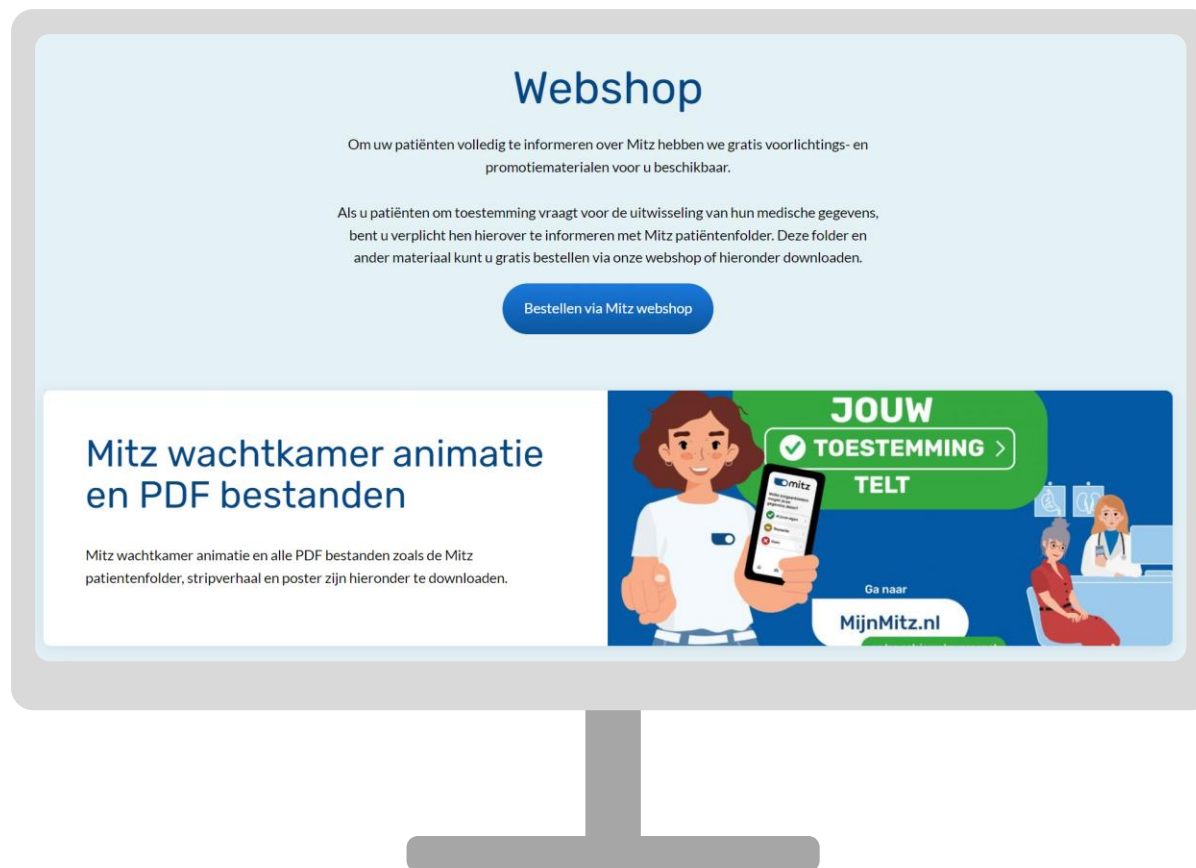 Webshop
Om uw patiënten volledig te informeren over Mitz hebben we gratis voorlichtings- en
promotiematerialen voor u beschikbaar.
Als u patiënten om toestemming vraagt voor de uitwisseling van hun medische gegevens,
bent u verplicht hen hierover te informeren met Mitz patiëntenfolder. Deze folder en
ander materiaal kunt u gratis bestellen via onze webshop of hieronder downloaden.
Bestellen via Mitz webshop
Mitz wachtkamer animatie
en PDF bestanden
Mitz wachtkamer animatie en alle PDF bestanden zoals de Mitz
patientenfolder, stripverhaal en poster zijn hieronder te downloaden.
JOUW
TOESTEMMING
TELT
mitz
Ga naar
MijnMitz.nl